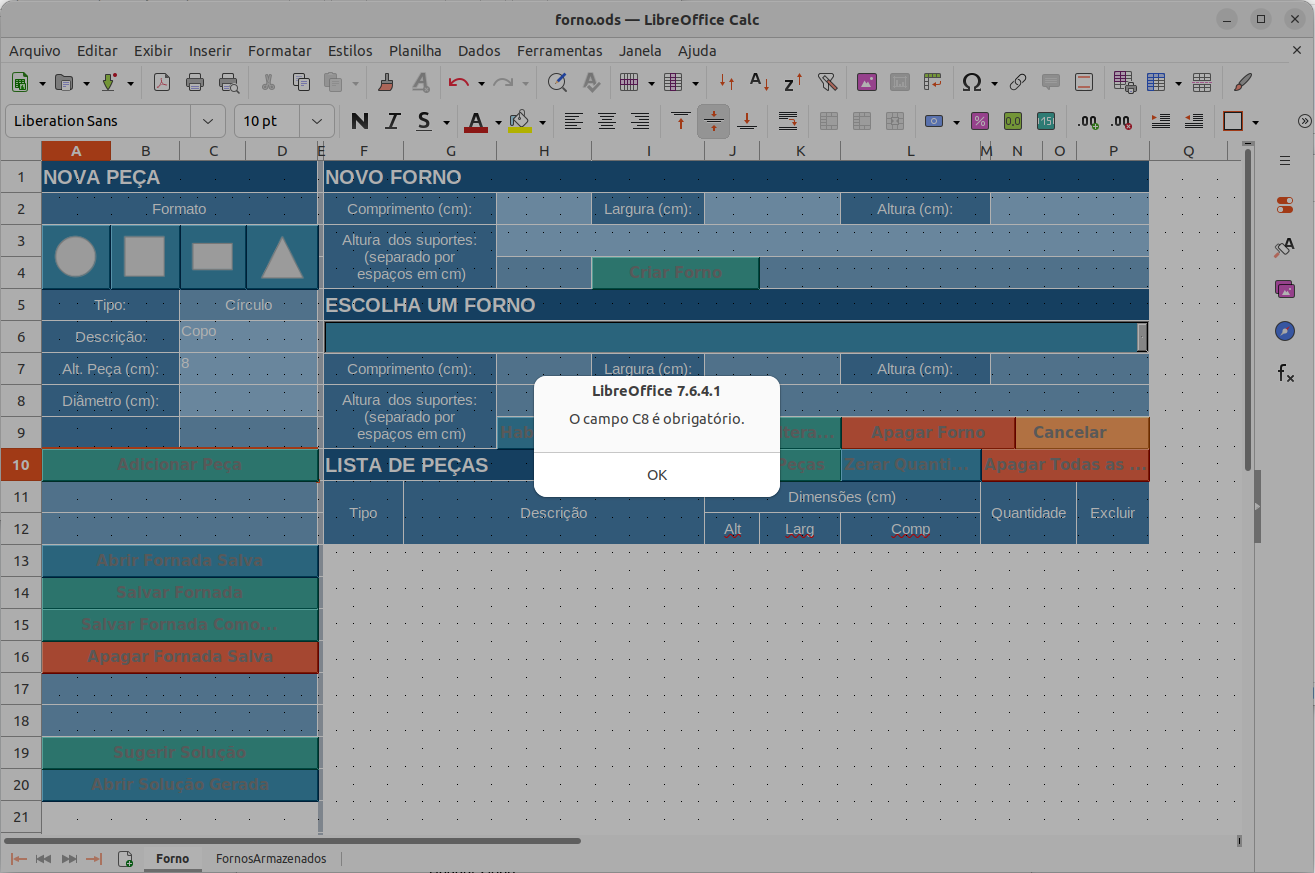 forno.ods — LibreOffice Calc
Arquivo Editar Exibir Inserir Formatar Estilos Planilha Dados Ferramentas Janela Ajuda
Liberation Sans 10 pt N I S A
A B C D E F G H I J K L M N O P Q
1 NOVA PEÇA NOVO FORNO
2 Formato Comprimento (cm): Largura (cm): Altura (cm):
3 Altura dos suportes:
(separado por
4 espaços em cm) Criar Forno
5 Tipo: Círculo ESCOLHA UM FORNO
6 Descrição: Copo
7 Alt. Peça (cm): 8 Comprimento (cm): Largura (cm): Altura (cm):
8 Diâmetro (cm): Altura dos suportes:
(separado por
9 espaços em cm) Apagar Forno Cancelar
10 Adicionar Peça LISTA DE PEÇAS Peças Zerar Quanti... Apagar Todas as ...
LibreOffice 7.6.4.1
O campo C8 é obrigatório.
OK
11 Tipo Descrição Dimensões (cm) Quantidade Excluir
12 Alt Larg Comp
13 Abrir Fornada Salva
14 Salvar Fornada
15 Salvar Fornada Como...
16 Apagar Fornada Salva
17
18
19 Sugerir Solução
20 Abrir Solução Gerada
21
Forno FornosArmazenados